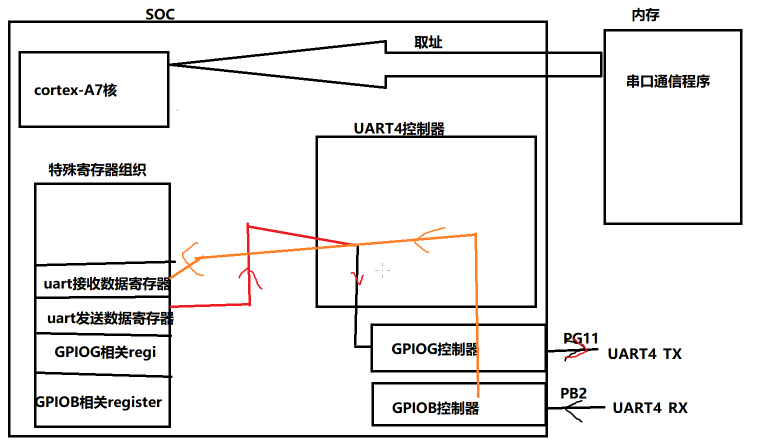 SOC
内存
取址
cortex-A7核
串口通信程序
UART4控制器
特殊寄存器组织
uart接收数据寄存器
uart发送数据寄存器
GPIOG相关regi
GPIOB相关register
GPIOG控制器
PG11
UART4 TX
GPIOB控制器
PB2
UART4 RX